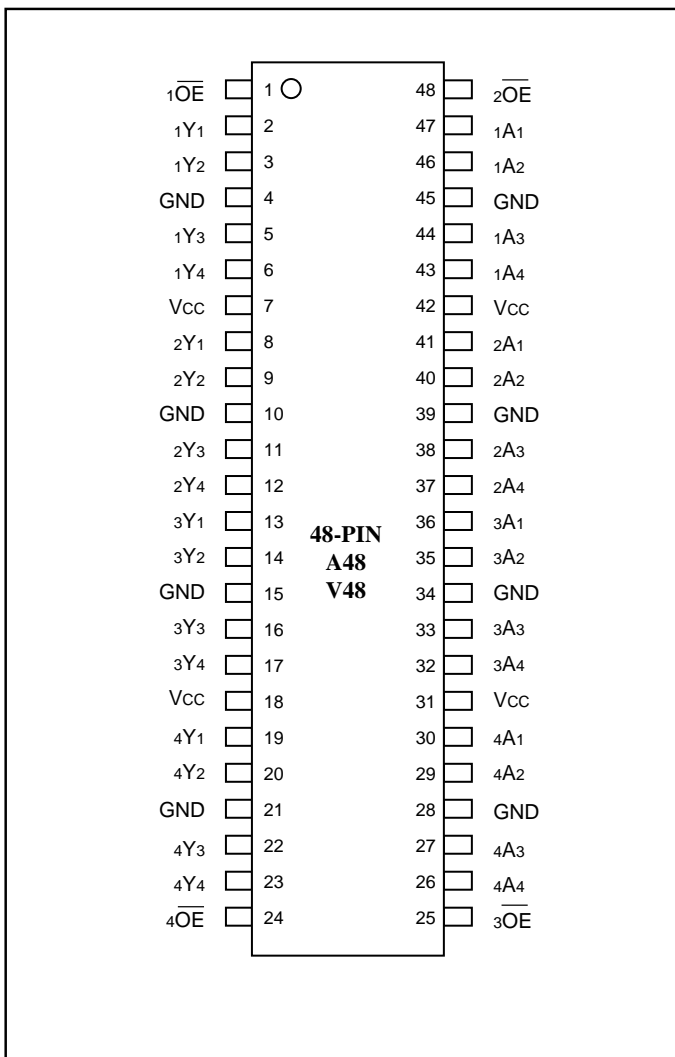 1OE 1 48 2OE
1Y1 2 47 1A1
1Y2 3 46 1A2
GND 4 45 GND
1Y3 5 44 1A3
1Y4 6 43 1A4
VCC 7 42 VCC
2Y1 8 41 2A1
2Y2 9 40 2A2
GND 10 39 GND
2Y3 11 38 2A3
2Y4 12 37 2A4
3Y1 13 36 3A1
48-PIN
3Y2 14 35 3A2
A48
GND 15 34 GND
V48
3Y3 16 33 3A3
3Y4 17 32 3A4
VCC 18 31 VCC
4Y1 19 30 4A1
4Y2 20 29 4A2
GND 21 28 GND
4Y3 22 27 4A3
4Y4 23 26 4A4
4OE 24 25 3OE